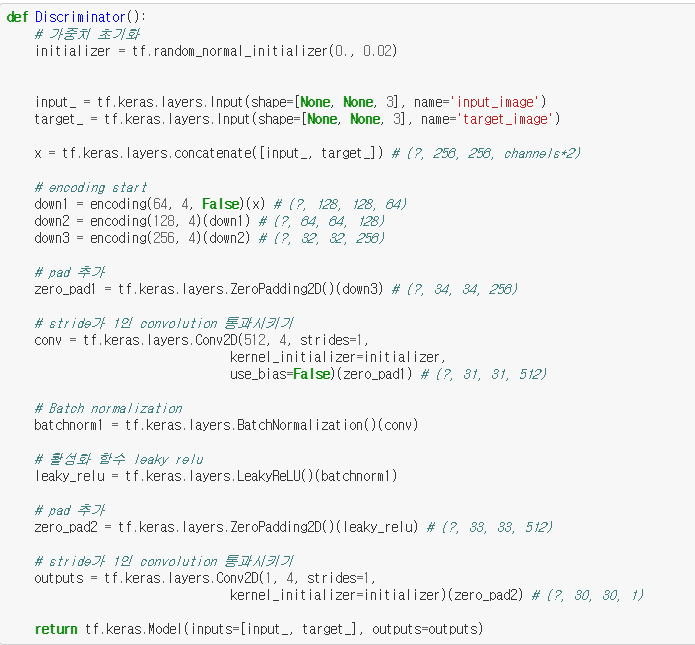 def Discriminator():
# 가중치 초기화
initializer = tf.random_normal_initializer(0., 0.02)
input_ = tf.keras.layers.Input(shape=[None, None, 3], name='input_image')
target_ = tf.keras.layers.Input(shape=[None, None, 3], name='target_image')
x = tf.keras.layers.concatenate([input_, target_]) # (?, 256, 256, channels*2)
# encoding start
down1 = encoding(64, 4, False)(x) # (?, 128, 128, 64)
down2 = encoding(128, 4)(down1) # (?, 64, 64, 128)
down3 = encoding(256, 4)(down2) # (?, 32, 32, 256)
# pad 추가
zero_pad1 = tf.keras.layers.ZeroPadding2D()(down3) # (?, 34, 34, 256)
# stride가 1인 convolution 통과시키기
conv = tf.keras.layers.Conv2D(512, 4, strides=1,
kernel_initializer=initializer,
use_bias=False)(zero_pad1) # (?, 31, 31, 512)
# Batch normalization
batchnorm1 = tf.keras.layers.BatchNormalization()(conv)
# 활성화 함수 leaky relu
leaky_relu = tf.keras.layers.LeakyReLU()(batchnorm1)
# pad 추가
zero_pad2 = tf.keras.layers.ZeroPadding2D()(leaky_relu) # (?, 33, 33, 512)
# stride가 1인 convolution 통과시키기
outputs = tf.keras.layers.Conv2D(1, 4, strides=1,
kernel_initializer=initializer)(zero_pad2) # (?, 30, 30, 1)
return tf.keras.Model(inputs=[input_, target_], outputs=outputs)